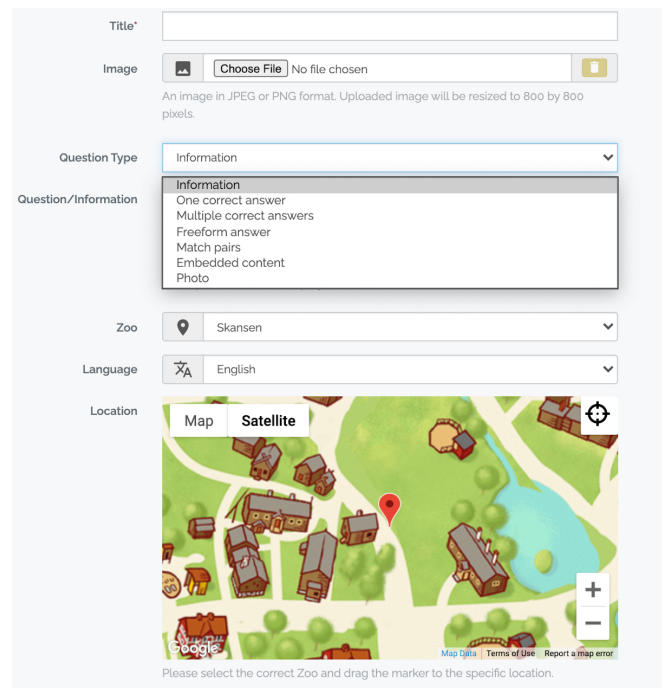 Title*
Image Choose File No file chosen
An image in JPEG or PNG format. Uploaded image will be resized to 800 by 800
pixels.
Question Type Information
Question/Information
Information
One correct answer
Multiple correct answers
Freeform answer
Match pairs
Embedded content
Photo
Zoo Skansen
Language English
Location
Map Satellite
Google
Map Data Terms of Use Report a map error
Please select the correct Zoo and drag the marker to the specific location.